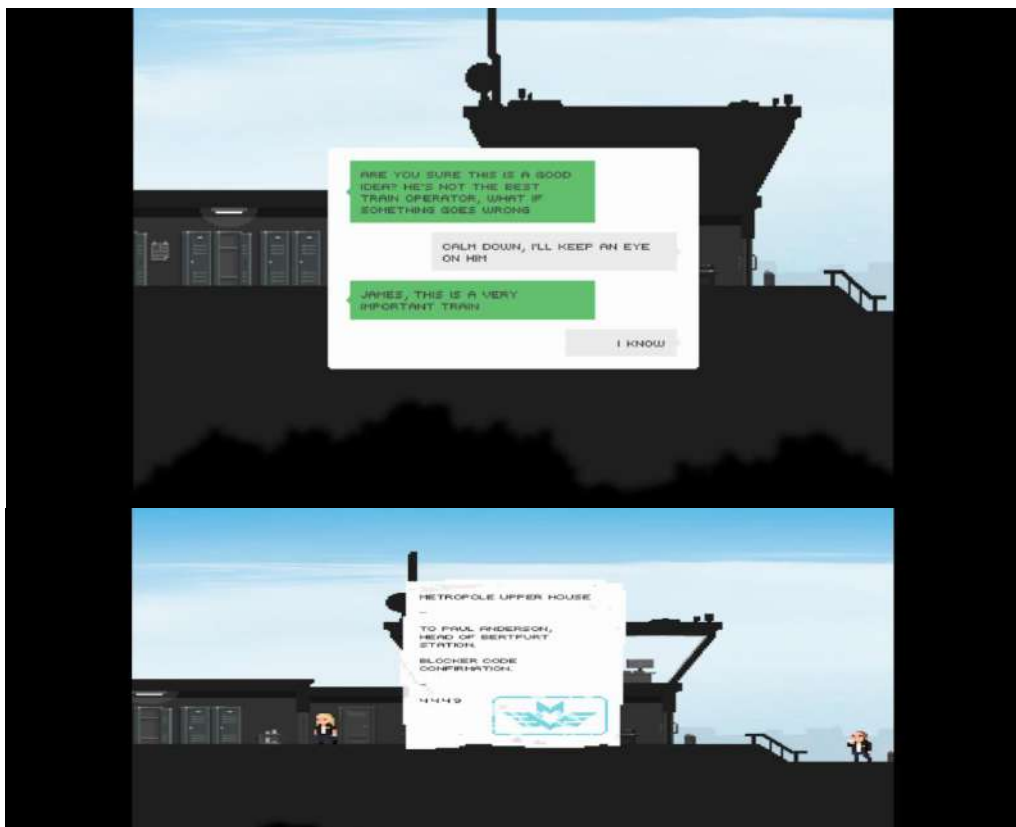 ARE YOU SURE THIS IS A GOOD
IDEA? HE'S NOT THE BEST
TRAIN OPERATOR, WHAT IF
SOMETHING GOES WRONG
CALM DOWN, I'LL KEEP AN EYE
ON HIM
JAMES, THIS IS A VERY
IMPORTANT TRAIN
I KNOW
METROPOLE UPPER HOUSE
–
TO PAUL ANDERSON,
HEAD OF BERTFURT
STATION.
BLOCKER CODE
CONFIRMATION.
–
4449